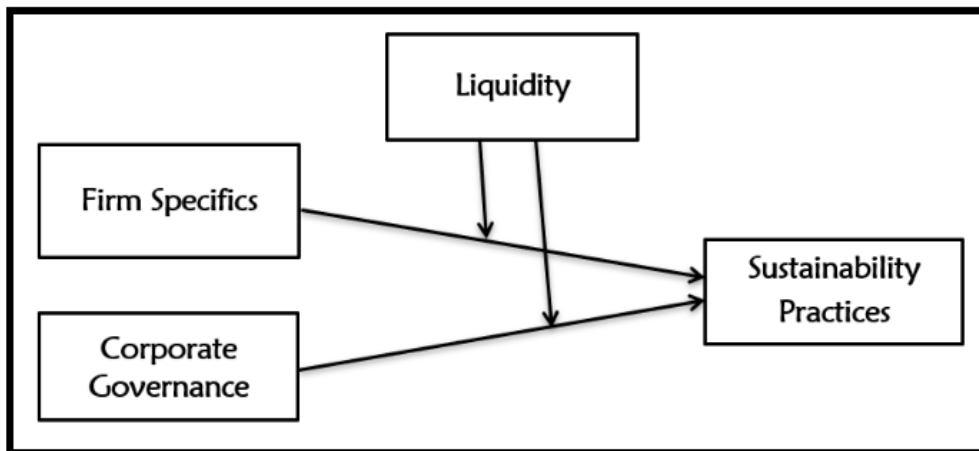 Liquidity
Firm Specifics
Sustainability
Practices
Corporate
Governance